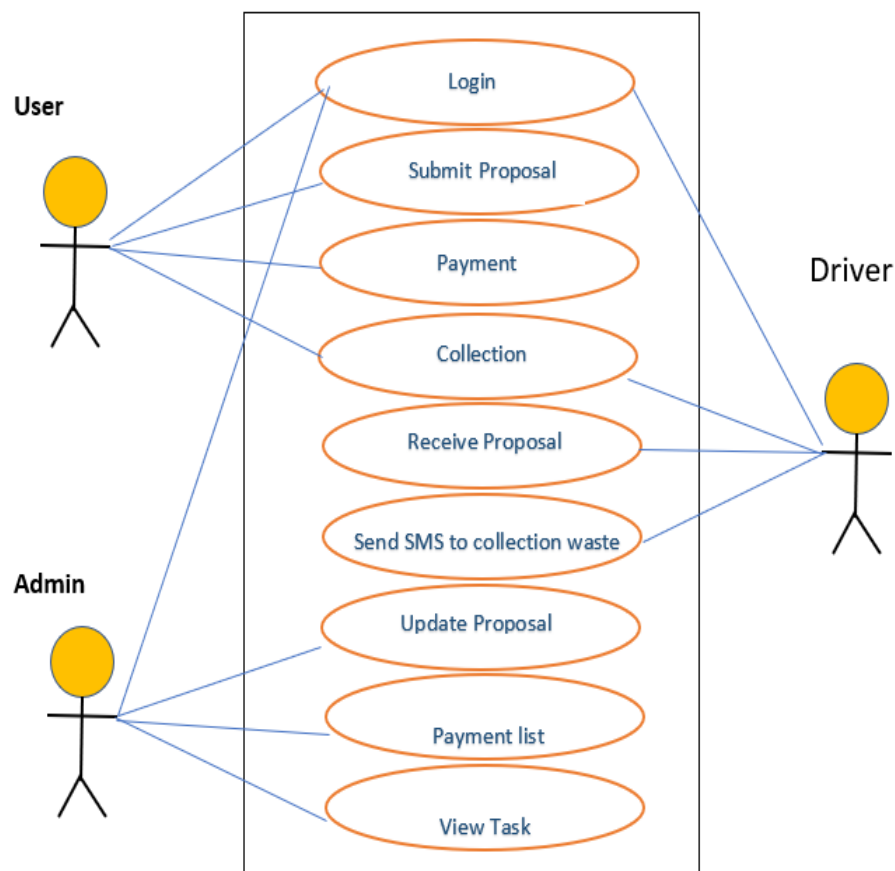 Login
User
Submit Proposal
Payment
Driver
Collection
Receive Proposal
Send SMS to collection waste
Admin
Update Proposal
Payment list
View Task